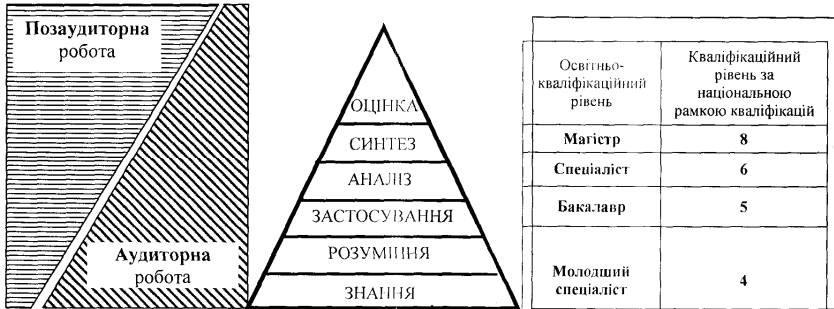 Позаудиторна
робота
Аудиторна
робота
ОЦІНКА
СИНТЕЗ
АНАЛІЗ
ЗАСТОСУВАННЯ
РОЗУМІННЯ
ЗНАННЯ
Освітньо-
кваліфікаційний
рівень
Кваліфікаційний
рівень за
національною
рамкою кваліфікацій
Магістр 8
Спеціаліст 6
Бакалавр 5
Молодший
спеціаліст 4